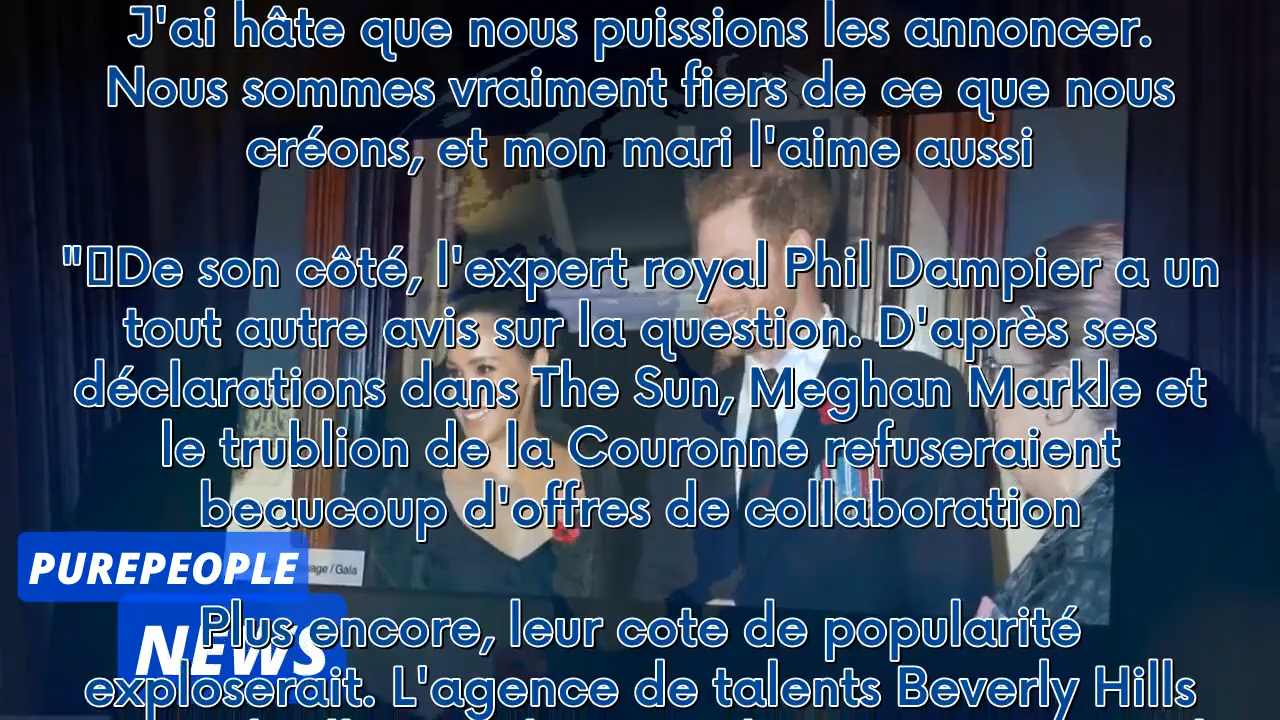 J'ai hâte que nous puissions les annoncer.
Nous sommes vraiment fiers de ce que nous
créons, et mon mari l'aime aussi
"▯De son côté, l'expert royal Phil Dampier a un
tout autre avis sur la question. D'après ses
déclarations dans The Sun, Meghan Markle et
le trublion de la Couronne refuseraient
beaucoup d'offres de collaboration
PUREPEOPLE
/ Gala
NEWS
Plus encore, leur cote de popularité
exploserait. L'agence de talents Beverly Hills